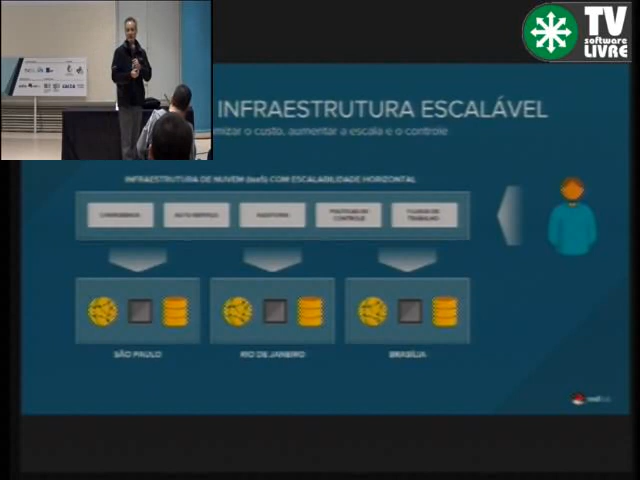 TV
software
LIVRE
INFRAESTRUTURA ESCALÁVEL
mizar o custo, aumentar a escala e o controle
INFRAESTRUTURA DE NUVEM (IaaS) COM ESCALABILIDADE HORIZONTAL
AUTO-SERVIÇO
POLÍTICAS DE
CONTROLE
FLUXOS DE
TRABALHO
SÃO PAULO
RIO DE JANEIRO
BRASÍLIA
redhat